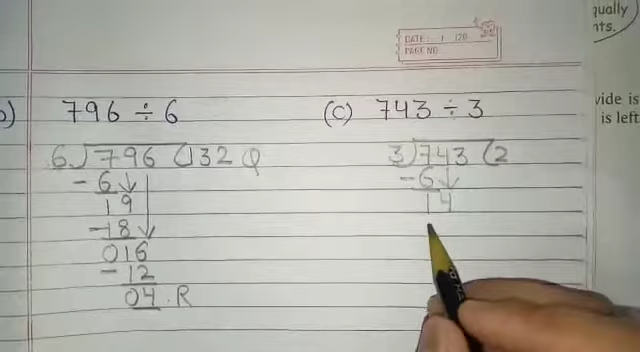 qually
nts.
DATE: / /20
PAGE NO
b) 796 ÷ 6
(c) 743 ÷ 3
vide is
is left
6)796(132 Q
-6
19
-18
016
-12
04. R
3)743(2
-6
14